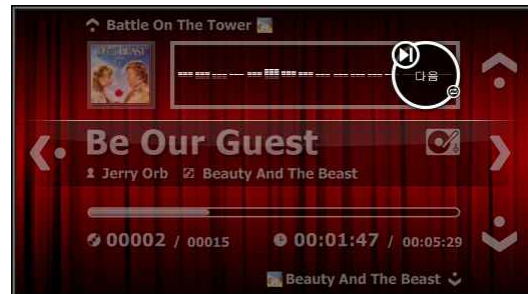 Battle On The Tower
다음
Be Our Guest
Jerry Orb Beauty And The Beast
00002 / 00015 00:01:47 / 00:05:29
Beauty And The Beast